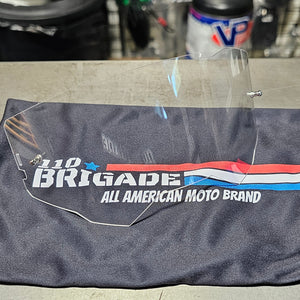 VP
110
BRIGADE
ALL AMERICAN MOTO BRAND